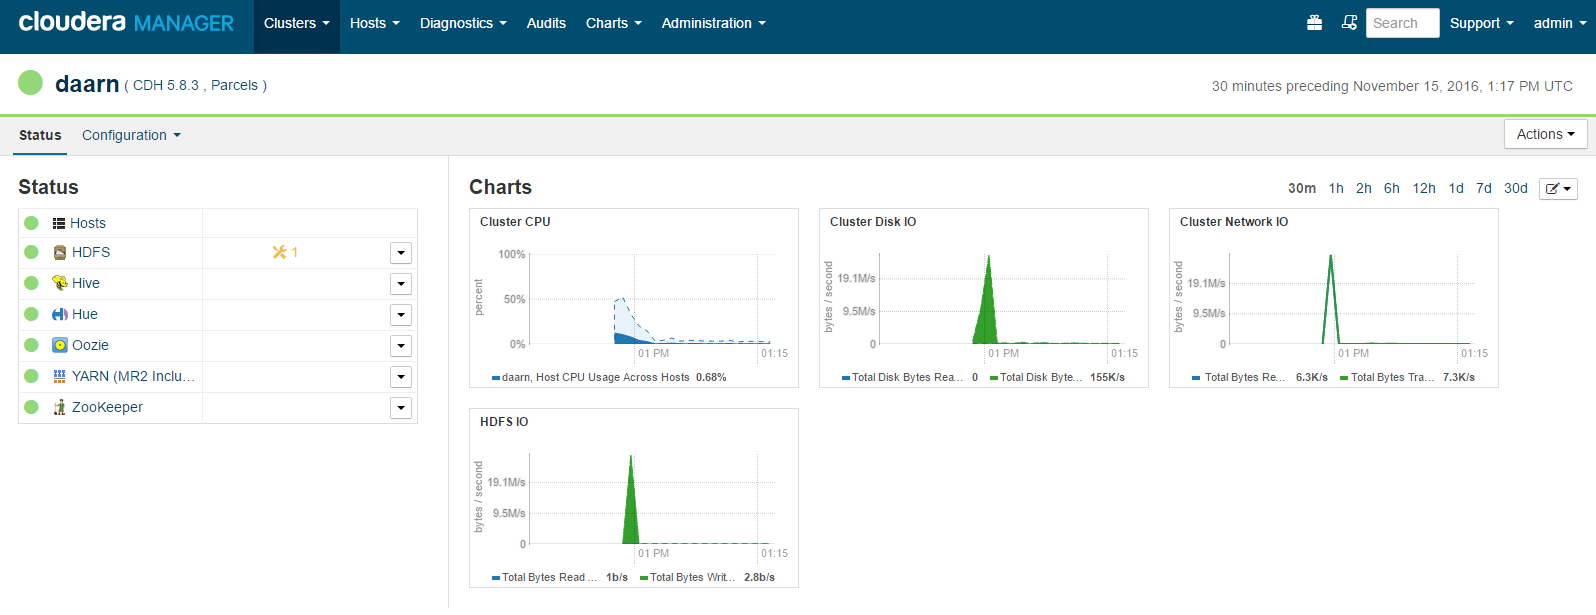 cloudera MANAGER Clusters Hosts Diagnostics Audits Charts Administration Search Support admin
daarn ( CDH 5.8.3 , Parcels )
30 minutes preceding November 15, 2016, 1:17 PM UTC
Status Configuration Actions
Status
Hosts
HDFS 1
Hive
Hue
Oozie
YARN (MR2 Inclu...
ZooKeeper
Charts
30m 1h 2h 6h 12h 1d 7d 30d
Cluster CPU
percent
100%
50%
0%
01 PM 01:15
daarn, Host CPU Usage Across Hosts 0.68%
Cluster Disk IO
bytes / second
19.1M/s
9.5M/s
0
01 PM 01:15
Total Disk Bytes Rea... 0 Total Disk Byte... 155K/s
Cluster Network IO
bytes / second
19.1M/s
9.5M/s
0
01 PM 01:15
Total Bytes Re... 6.3K/s Total Bytes Tra... 7.3K/s
HDFS IO
bytes / second
19.1M/s
9.5M/s
0
01 PM 01:15
Total Bytes Read ... 1b/s Total Bytes Writ... 2.8b/s